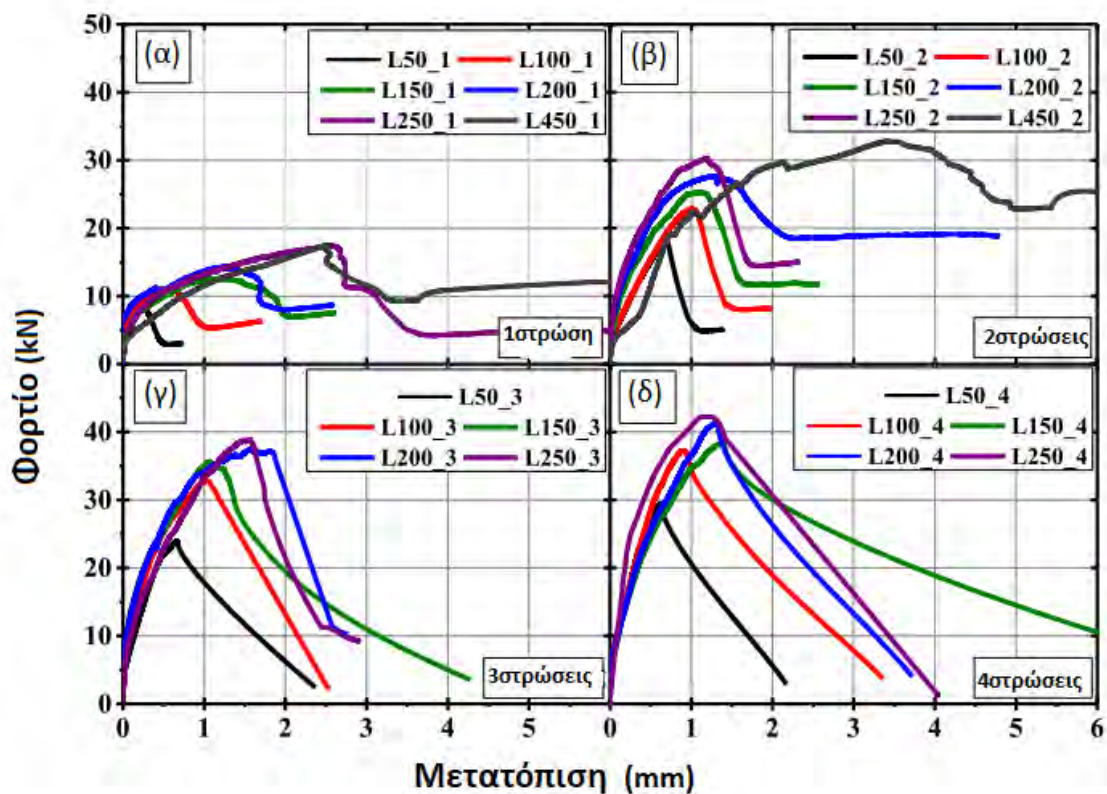 50
40
30
20
10
0
(α)
L50_1 L100_1
L150_1 L200_1
L250_1 L450_1
1στρώση
(β)
L50_2 L100_2
L150_2 L200_2
L250_2 L450_2
2στρώσεις
40
30
20
10
0
(γ)
L50_3
L100_3 L150_3
L200_3 L250_3
3στρώσεις
(δ)
L50_4
L100_4 L150_4
L200_4 L250_4
4στρώσεις
0 1 2 3 4 5 0 1 2 3 4 5 6
Φορτίο (kN)
Μετατόπιση (mm)